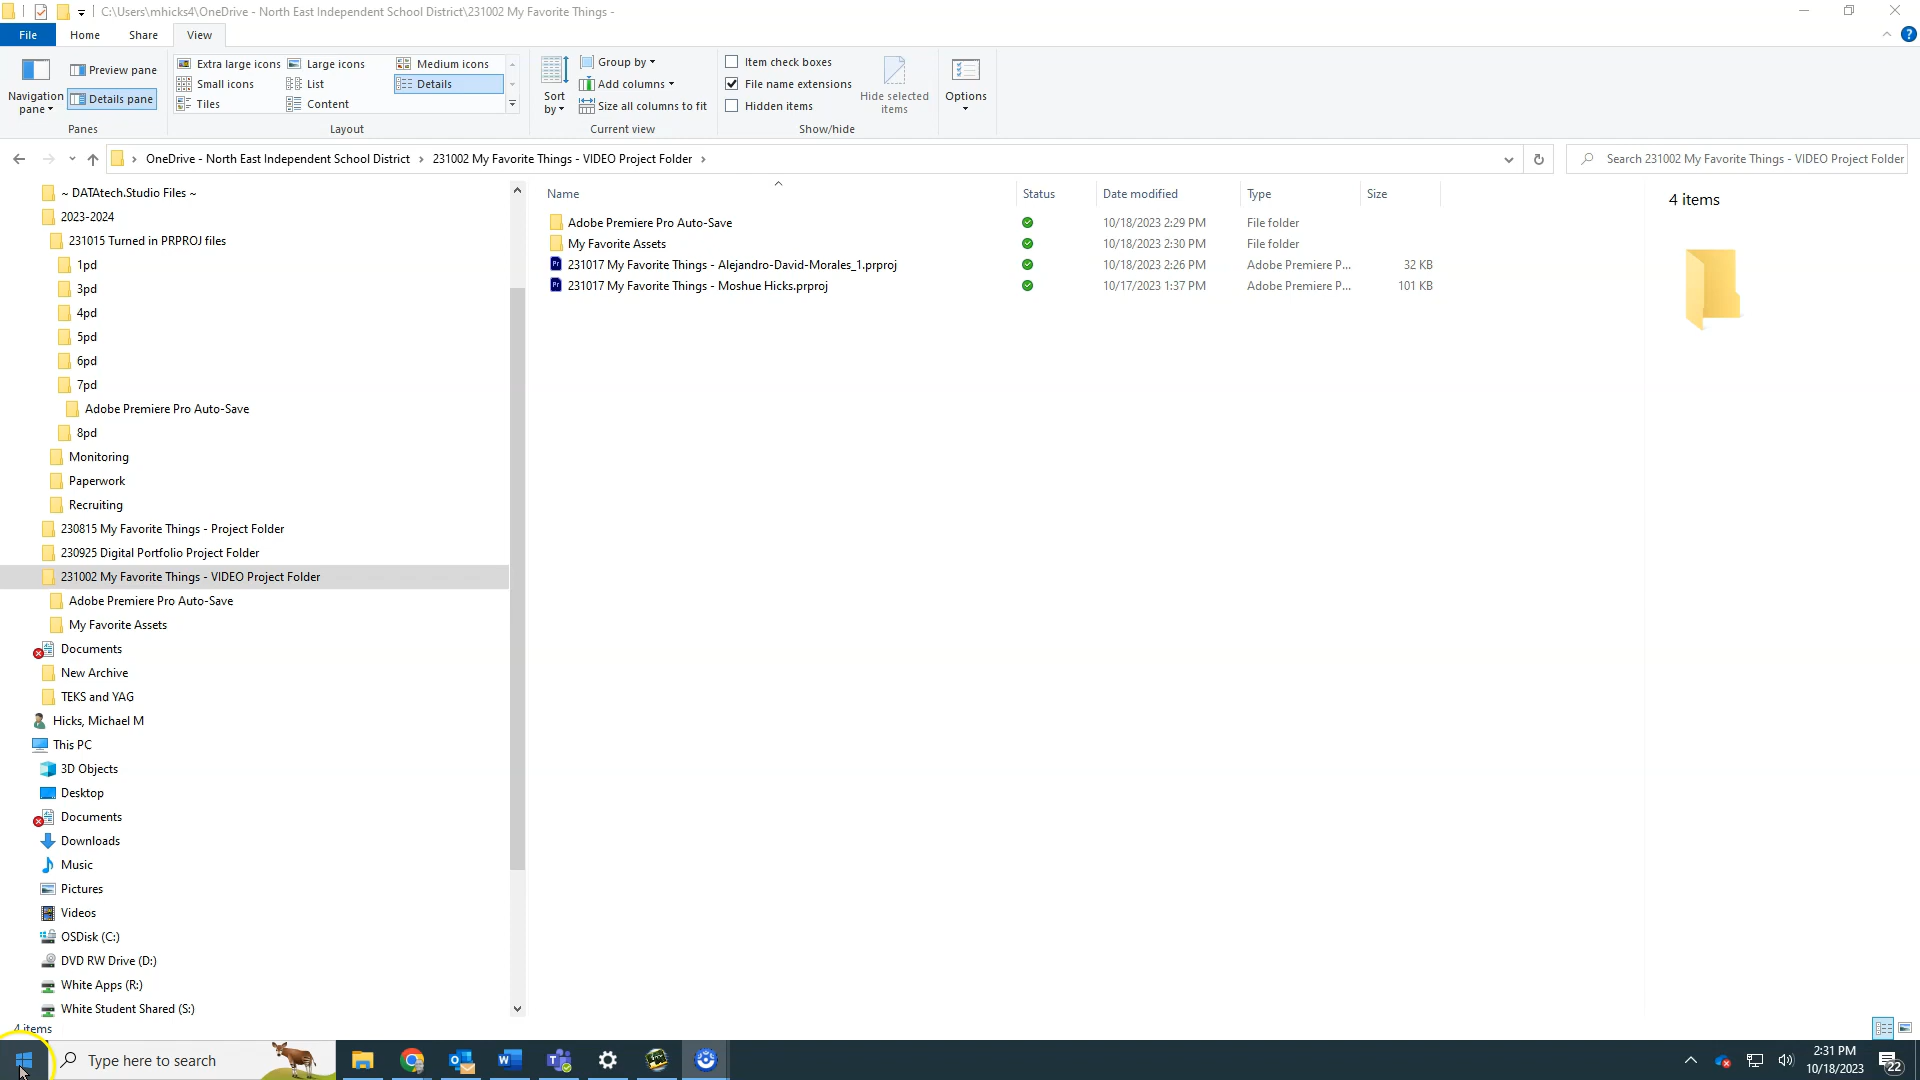 C:\Users\mhicks4\OneDrive - North East Independent School District\231002 My Favorite Things -
File Home Share View
Navigation pane
Preview pane
Details pane
Panes
Extra large icons Large icons Medium icons
Small icons List Details
Tiles Content
Layout
Sort by
Group by
Add columns
Size all columns to fit
Current view
Item check boxes
File name extensions
Hidden items
Hide selected items
Show/hide
Options
OneDrive - North East Independent School District 231002 My Favorite Things - VIDEO Project Folder
Search 231002 My Favorite Things - VIDEO Project Folder
~ DATAtech.Studio Files ~
2023-2024
231015 Turned in PRPROJ files
1pd
3pd
4pd
5pd
6pd
7pd
Adobe Premiere Pro Auto-Save
8pd
Monitoring
Paperwork
Recruiting
230815 My Favorite Things - Project Folder
230925 Digital Portfolio Project Folder
231002 My Favorite Things - VIDEO Project Folder
Adobe Premiere Pro Auto-Save
My Favorite Assets
Documents
New Archive
TEKS and YAG
Hicks, Michael M
This PC
3D Objects
Desktop
Documents
Downloads
Music
Pictures
Videos
OSDisk (C:)
DVD RW Drive (D:)
White Apps (R:)
White Student Shared (S:)
Name Status Date modified Type Size
Adobe Premiere Pro Auto-Save 10/18/2023 2:29 PM File folder
My Favorite Assets 10/18/2023 2:30 PM File folder
231017 My Favorite Things - Alejandro-David-Morales_1.prproj 10/18/2023 2:26 PM Adobe Premiere P... 32 KB
231017 My Favorite Things - Moshue Hicks.prproj 10/17/2023 1:37 PM Adobe Premiere P... 101 KB
4 items
4 items
Type here to search
2:31 PM
10/18/2023
22